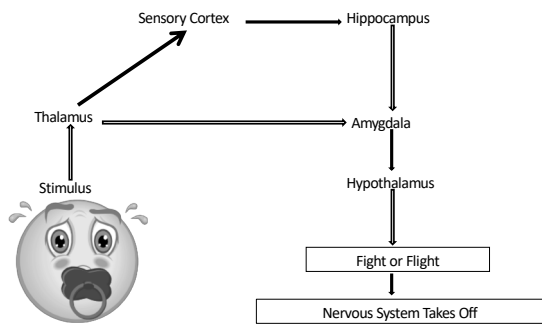 Sensory Cortex
Hippocampus
Thalamus
Amygdala
Stimulus
Hypothalamus
Fight or Flight
Nervous System Takes Off